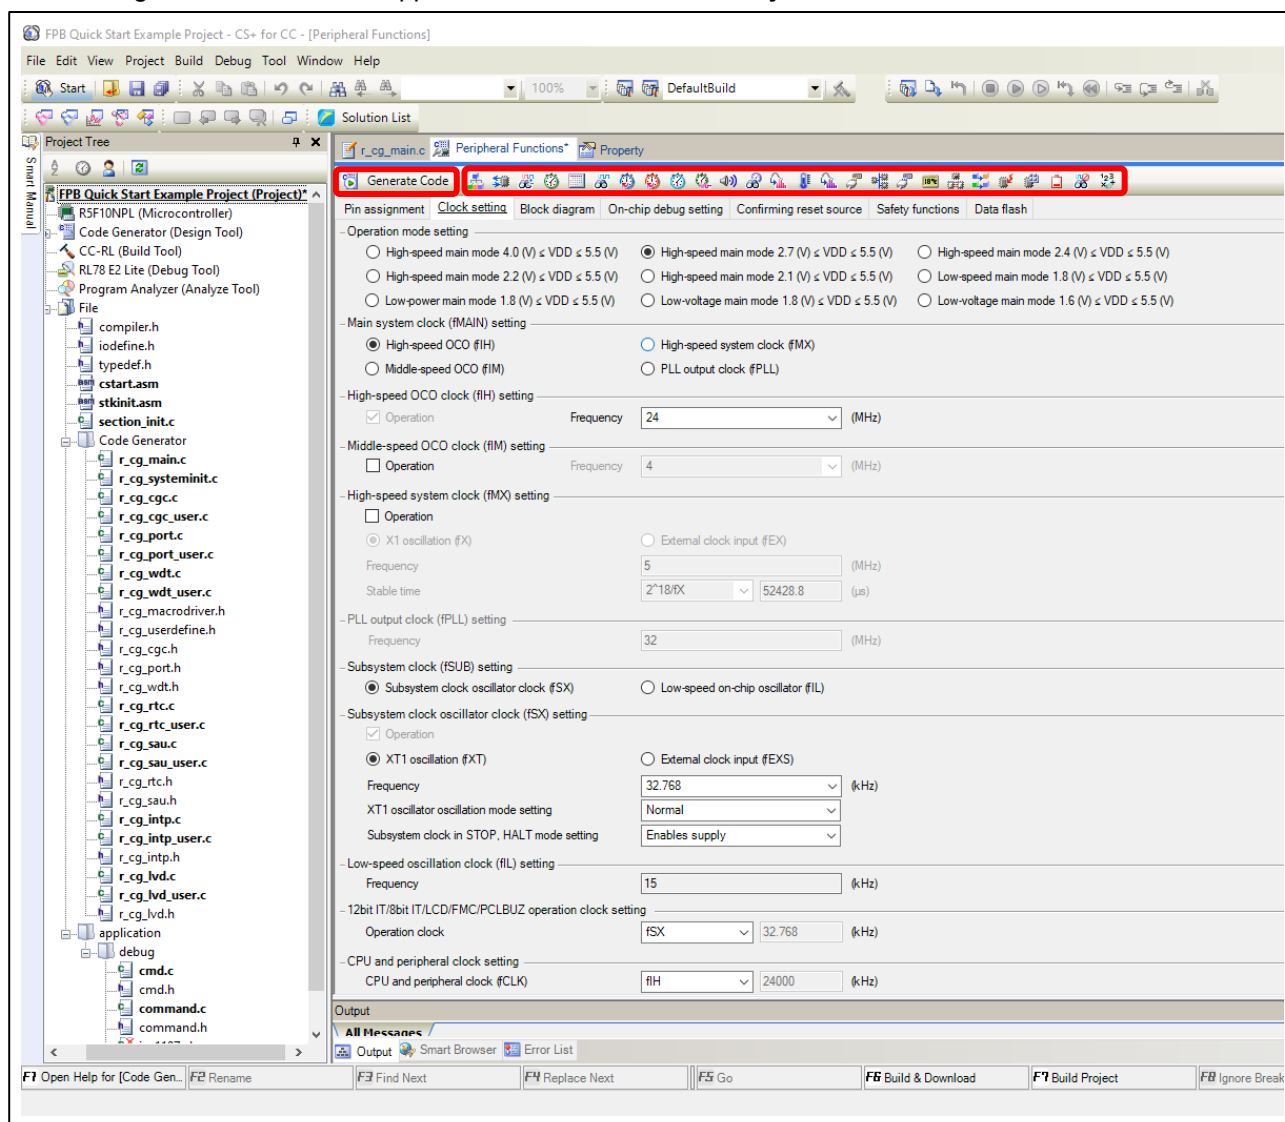 FPB Quick Start Example Project - CS+ for CC - [Peripheral Functions]
File Edit View Project Build Debug Tool Window Help
Start 100% DefaultBuild
Solution List
Project Tree
r_cg_main.c Peripheral Functions* Property
Smart Manual
Generate Code
FPB Quick Start Example Project (Project)*
R5F10NPL (Microcontroller)
Code Generator (Design Tool)
CC-RL (Build Tool)
RL78 E2 Lite (Debug Tool)
Program Analyzer (Analyze Tool)
File
compiler.h
iodefine.h
typedef.h
cstart.asm
stkinit.asm
section_init.c
Code Generator
r_cg_main.c
r_cg_systeminit.c
r_cg_cgc.c
r_cg_cgc_user.c
r_cg_port.c
r_cg_port_user.c
r_cg_wdt.c
r_cg_wdt_user.c
r_cg_macrodriver.h
r_cg_userdefine.h
r_cg_cgc.h
r_cg_port.h
r_cg_wdt.h
r_cg_rtc.c
r_cg_rtc_user.c
r_cg_sau.c
r_cg_sau_user.c
r_cg_rtc.h
r_cg_sau.h
r_cg_intp.c
r_cg_intp_user.c
r_cg_intp.h
r_cg_lvd.c
r_cg_lvd_user.c
r_cg_lvd.h
application
debug
cmd.c
cmd.h
command.c
command.h
Pin assignment Clock setting Block diagram On-chip debug setting Confirming reset source Safety functions Data flash
Operation mode setting
High-speed main mode 4.0 (V) ≤ VDD ≤ 5.5 (V) High-speed main mode 2.7 (V) ≤ VDD ≤ 5.5 (V) High-speed main mode 2.4 (V) ≤ VDD ≤ 5.5 (V)
High-speed main mode 2.2 (V) ≤ VDD ≤ 5.5 (V) High-speed main mode 2.1 (V) ≤ VDD ≤ 5.5 (V) Low-speed main mode 1.8 (V) ≤ VDD ≤ 5.5 (V)
Low-power main mode 1.8 (V) ≤ VDD ≤ 5.5 (V) Low-voltage main mode 1.8 (V) ≤ VDD ≤ 5.5 (V) Low-voltage main mode 1.6 (V) ≤ VDD ≤ 5.5 (V)
Main system clock (fMAIN) setting
High-speed OCO (fIH) High-speed system clock (fMX)
Middle-speed OCO (fIM) PLL output clock (fPLL)
High-speed OCO clock (fIH) setting
Operation Frequency 24 (MHz)
Middle-speed OCO clock (fIM) setting
Operation Frequency 4 (MHz)
High-speed system clock (fMX) setting
Operation
X1 oscillation (fX) External clock input (fEX)
Frequency 5 (MHz)
Stable time 2^18/fX 52428.8 (µs)
PLL output clock (fPLL) setting
Frequency 32 (MHz)
Subsystem clock (fSUB) setting
Subsystem clock oscillator clock (fSX) Low-speed on-chip oscillator (fIL)
Subsystem clock oscillator clock (fSX) setting
Operation
XT1 oscillation (fXT) External clock input (fEXS)
Frequency 32.768 (kHz)
XT1 oscillator oscillation mode setting Normal
Subsystem clock in STOP, HALT mode setting Enables supply
Low-speed oscillation clock (fIL) setting
Frequency 15 (kHz)
12bit IT/8bit IT/LCD/FMC/PCLBUZ operation clock setting
Operation clock fSX 32.768 (kHz)
CPU and peripheral clock setting
CPU and peripheral clock (fCLK) fIH 24000 (kHz)
Output
All Messages
Output Smart Browser Error List
F1 Open Help for [Code Gen... F2 Rename F3 Find Next F4 Replace Next F5 Go F6 Build & Download F7 Build Project F8 Ignore Break